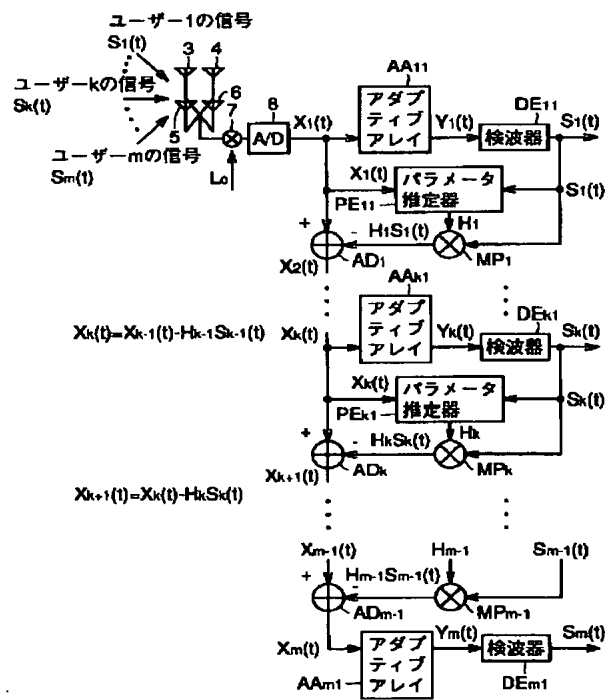 ユーザー1の信号
S1(t)
3
4
ユーザーkの信号
Sk(t)
5
6
7
8
A/D
ユーザーmの信号
Sm(t)
L0
X1(t)
AA11
アダプ
ティブ
アレイ
Y1(t)
DE11
検波器
S1(t)
X1(t)
PE11
パラメータ
推定器
S1(t)
H1
+
-
H1S1(t)
AD1
MP1
X2(t)
AAk1
Xk(t)=Xk-1(t)-Hk-1Sk-1(t)
Xk(t)
アダプ
ティブ
アレイ
Yk(t)
DEk1
検波器
Sk(t)
Xk(t)
PEk1
パラメータ
推定器
Sk(t)
Hk
+
-
HkSk(t)
ADk
MPk
Xk+1(t)
Xk+1(t)=Xk(t)-HkSk(t)
Xm-1(t)
Hm-1
Sm-1(t)
+
-
Hm-1Sm-1(t)
ADm-1
MPm-1
Xm(t)
AAm1
アダプ
ティブ
アレイ
Ym(t)
検波器
DEm1
Sm(t)